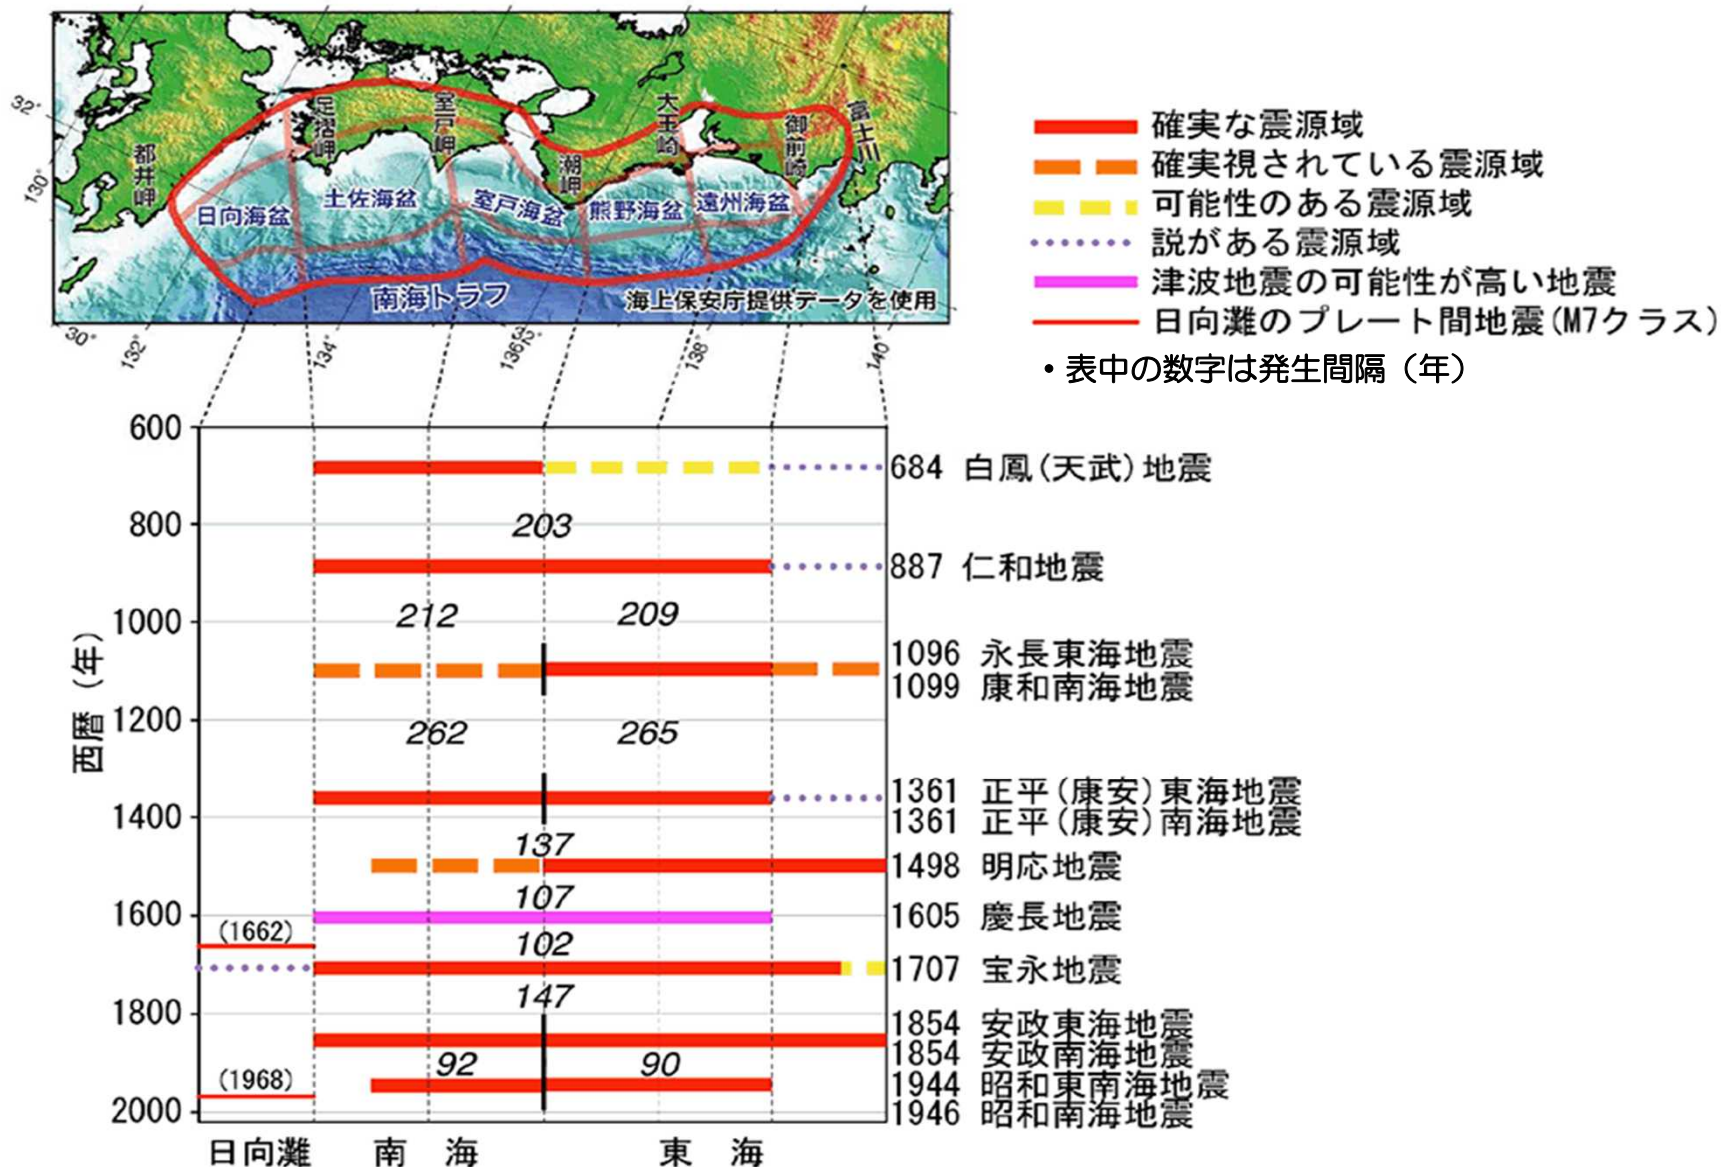 32°
130°
都井岬
足摺岬
室戸岬
潮岬
大王崎
御前崎
富士川
日向海盆
土佐海盆
室戸海盆
熊野海盆
遠州海盆
南海トラフ
海上保安庁提供データを使用
30°
132°
134°
136°
138°
140°
確実な震源域
確実視されている震源域
可能性のある震源域
説がある震源域
津波地震の可能性が高い地震
日向灘のプレート間地震(M7クラス)
・表中の数字は発生間隔（年）
西暦（年）
600
684 白鳳(天武)地震
800
203
887 仁和地震
1000
212 209
1096 永長東海地震
1099 康和南海地震
1200
262 265
1361 正平(康安)東海地震
1361 正平(康安)南海地震
1400
137
1498 明応地震
107
1600
1605 慶長地震
(1662)
102
1707 宝永地震
147
1800
1854 安政東海地震
1854 安政南海地震
92 90
(1968)
1944 昭和東南海地震
1946 昭和南海地震
2000
日向灘 南 海 東 海